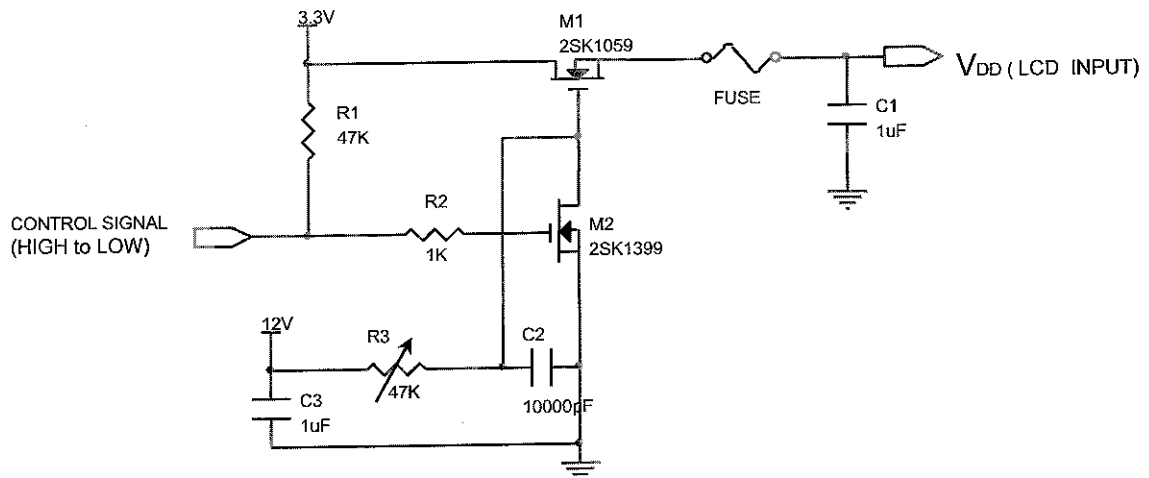 3.3V
M1
2SK1059
FUSE
VDD ( LCD INPUT)
C1
1uF
R1
47K
CONTROL SIGNAL
(HIGH to LOW)
R2
1K
M2
2SK1399
12V
R3
47K
C2
10000pF
C3
1uF